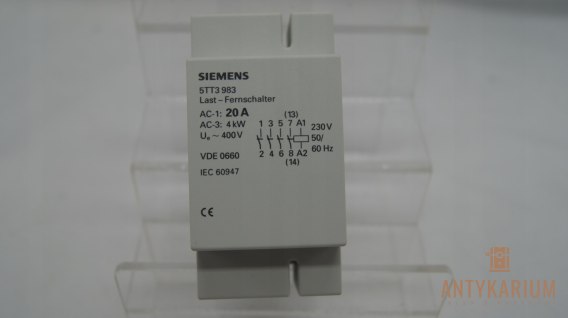 SIEMENS
5TT3 983
Last - Fernschalter
AC-1: 20 A
AC-3: 4 kW
Ue ~ 400V
VDE 0660
IEC 60947
(13)
1 3 5 7 A1
2 4 6 8 A2
(14)
230 V
50/
60 Hz
CE
ANTYKARIUM